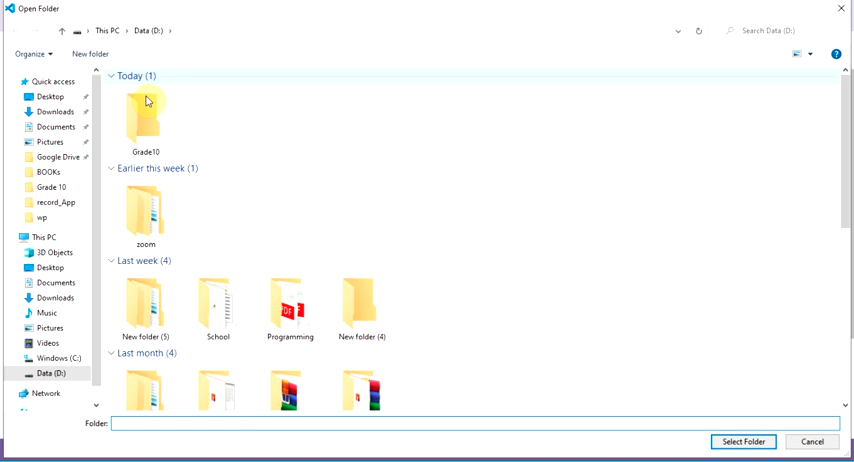 Open Folder
This PC > Data (D:) >
Search Data (D:)
Organize
New folder
Quick access
Desktop
Downloads
Documents
Pictures
Google Drive
BOOKs
Grade 10
record_App
wp
This PC
3D Objects
Desktop
Documents
Downloads
Music
Pictures
Videos
Windows (C:)
Data (D:)
Network
Today (1)
Grade10
Earlier this week (1)
zoom
Last week (4)
New folder (5)
School
Programming
New folder (4)
Last month (4)
Folder:
Select Folder
Cancel